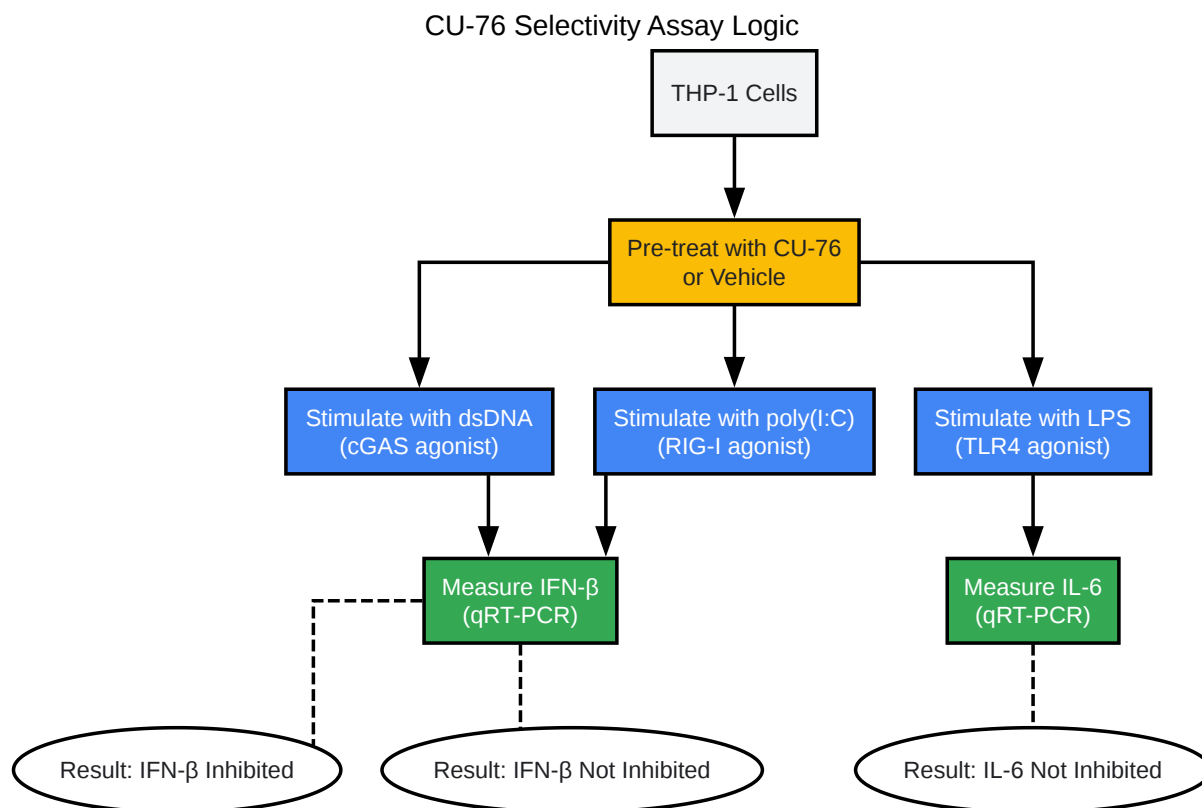 CU-76 Selectivity Assay Logic
THP-1 Cells
Pre-treat with CU-76
or Vehicle
Stimulate with dsDNA
(cGAS agonist)
Stimulate with poly(I:C)
(RIG-I agonist)
Stimulate with LPS
(TLR4 agonist)
Measure IFN-β
(qRT-PCR)
Measure IL-6
(qRT-PCR)
Result: IFN-β Inhibited
Result: IFN-β Not Inhibited
Result: IL-6 Not Inhibited